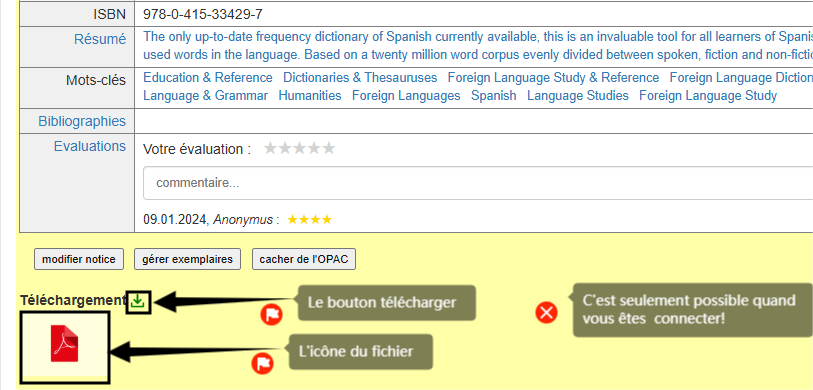 ISBN 978-0-415-33429-7
Résumé The only up-to-date frequency dictionary of Spanish currently available, this is an invaluable tool for all learners of Spanis
used words in the language. Based on a twenty million word corpus evenly divided between spoken, fiction and non-fictio
Mots-clés Education & Reference Dictionaries & Thesauruses Foreign Language Study & Reference Foreign Language Diction
Language & Grammar Humanities Foreign Languages Spanish Language Studies Foreign Language Study
Bibliographies
Evaluations Votre évaluation :
commentaire...
09.01.2024, Anonymus :
modifier notice gérer exemplaires cacher de l'OPAC
Téléchargement
Le bouton télécharger
C'est seulement possible quand
vous êtes connecter!
L'icône du fichier